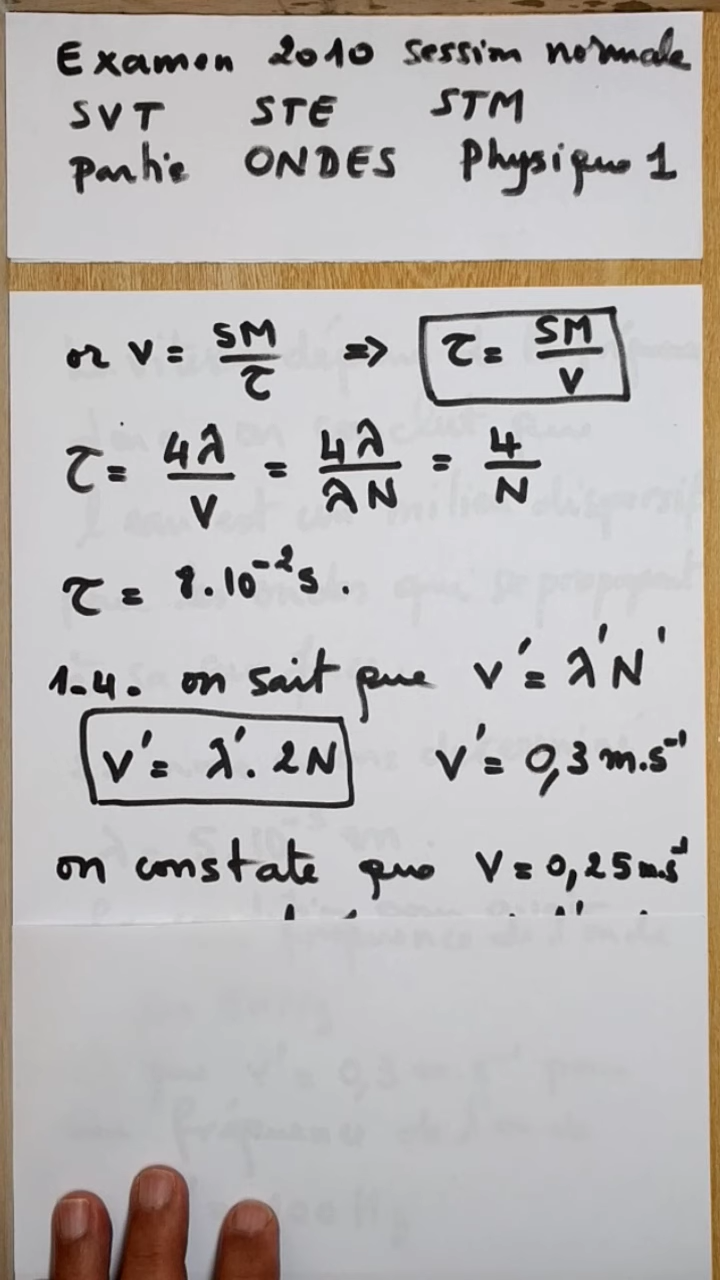 Examen 2010 session normale
SVT STE STM
Partie ONDES Physique 1
or v = SM/τ => τ = SM/v
τ = 4λ/v = 4λ/λN = 4/N
τ = 8.10⁻²s.
1.4. on sait que v' = λ'N'
v' = λ'. 2N v' = 0,3 m.s⁻¹
on constate que v = 0,25 m.s⁻¹